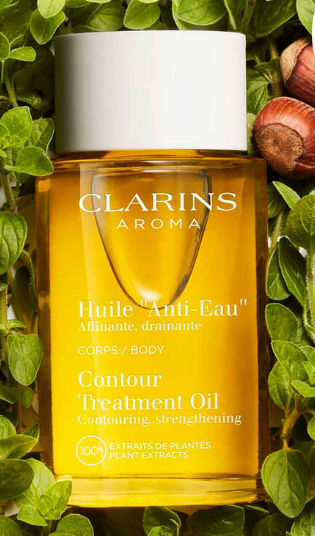 CLARINS
AROMA
Huile "Anti-Eau"
Affinante, drainante
CORPS / BODY
Contour
Treatment Oil
Contouring, strengthening
100%
EXTRAITS DE PLANTES
PLANT EXTRACTS